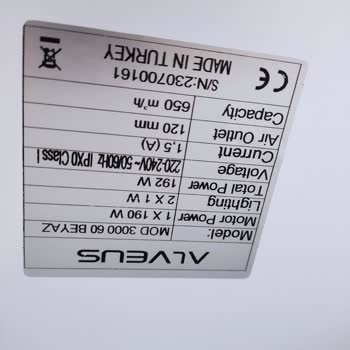 ALVEUS
Model: MOD 3000 60 BEYAZ
Motor Power 1 X 190 W
Lighting 2 X 1 W
Total Power 192 W
Voltage 220-240V~ 50/60Hz IPX0 Class I
Current 1,5 (A)
Air Outlet 120 mm
Capacity 650 m³/h
S/N:230700161
MADE IN TURKEY
CE